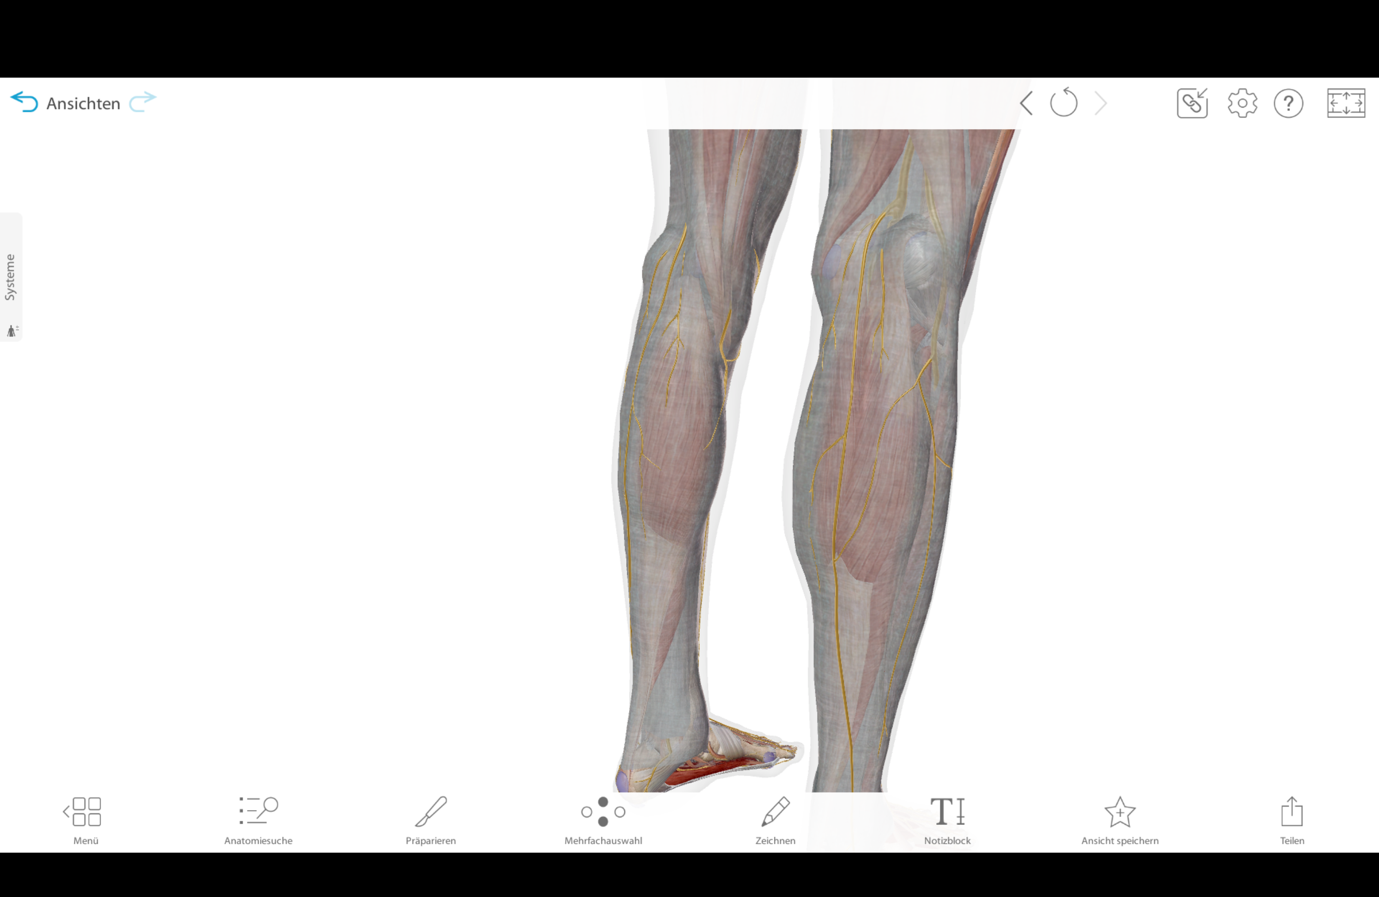 Ansichten
?
Systeme
Menü
Anatomiesuche
Präparieren
Mehrfachauswahl
Zeichnen
T
Notizblock
Ansicht speichern
Teilen